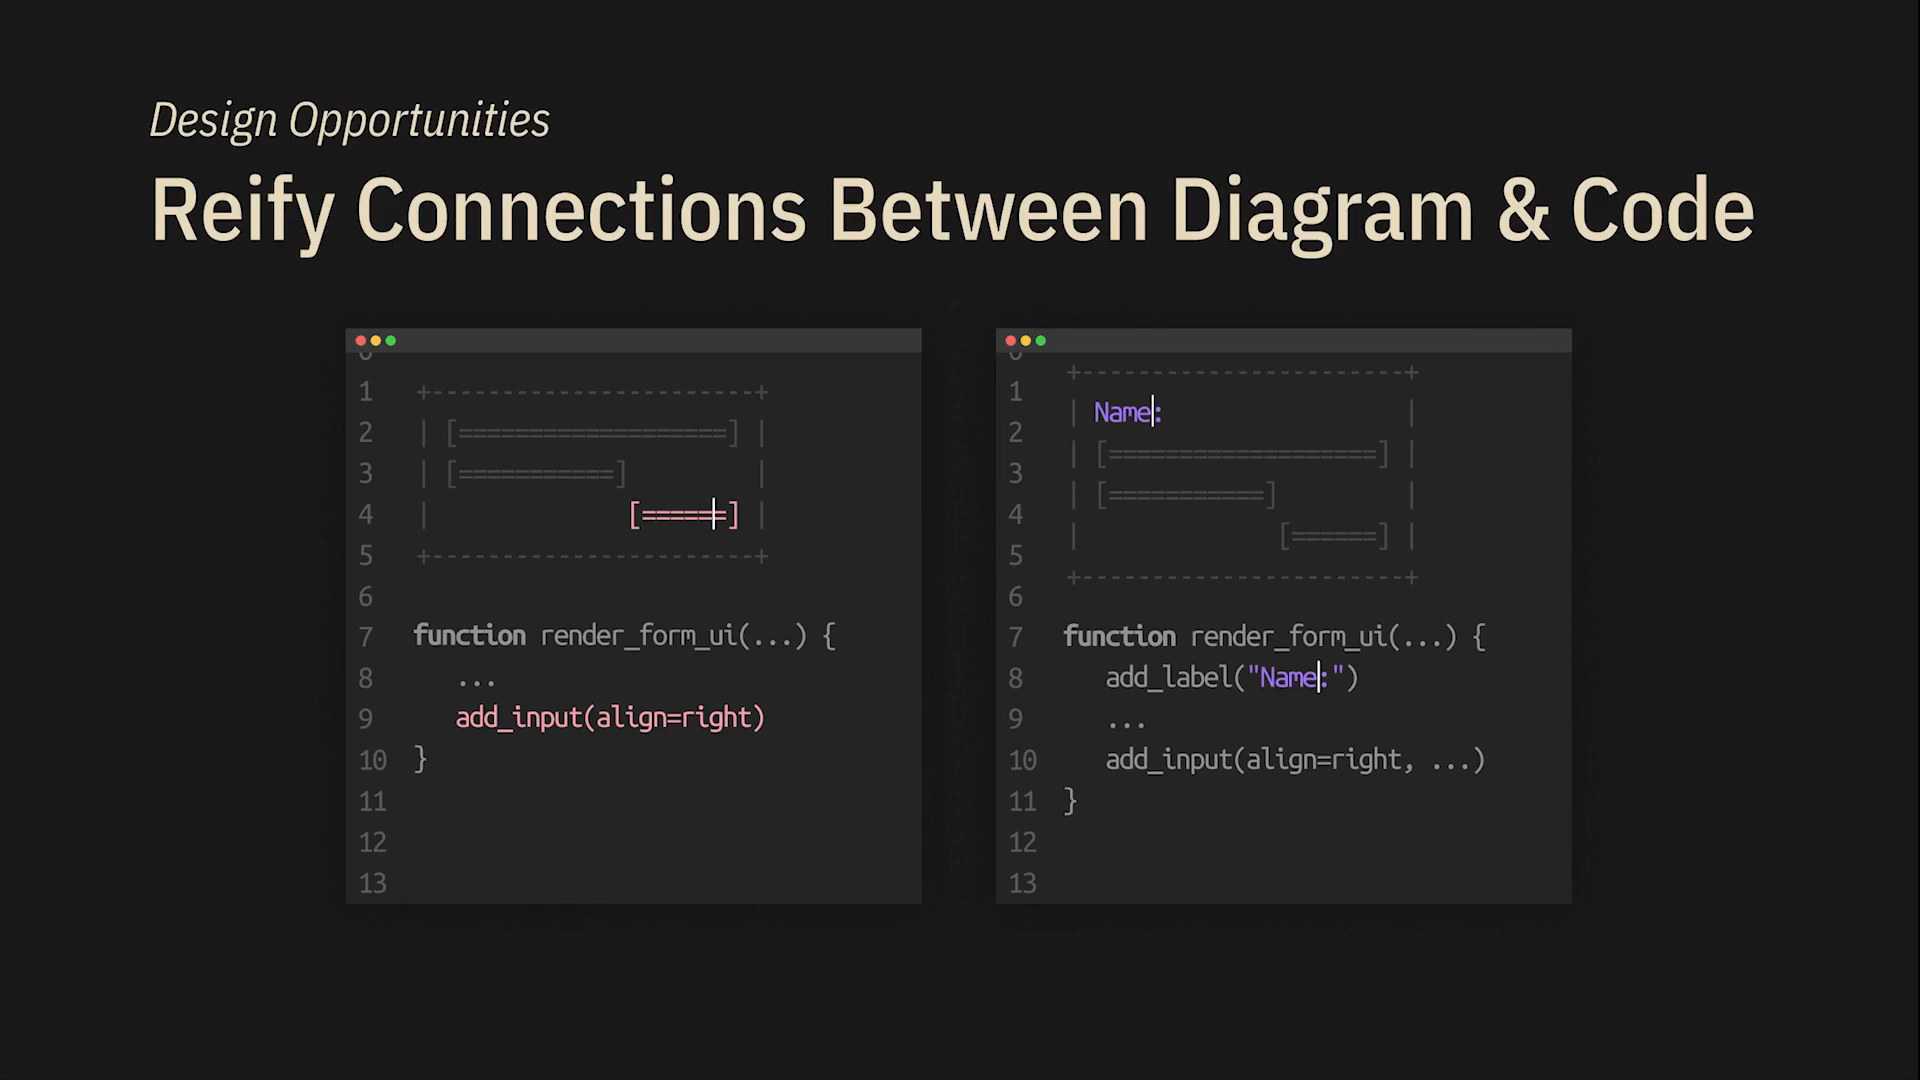 Design Opportunities
Reify Connections Between Diagram & Code
0
1 +-----------------------+
2 | [===================] |
3 | [===========]         |
4 |              [======] |
5 +-----------------------+
6
7 function render_form_ui(...) {
8 ...
9 add_input(align=right)
10 }
11
12
13
0
+-----------------------+
1
| Name:                 |
2
| [===================] |
3
| [===========]         |
4
|              [======] |
5
+-----------------------+
6
7 function render_form_ui(...) {
8 add_label("Name:")
9 ...
10 add_input(align=right, ...)
11 }
12
13